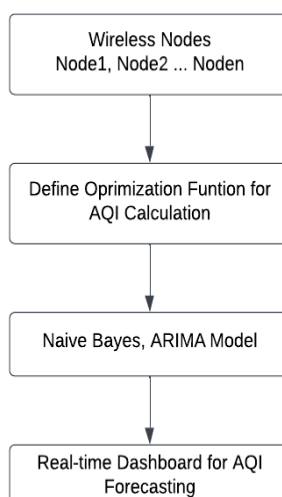 Wireless Nodes
Node1, Node2 ... Noden
Define Oprimization Funtion for
AQI Calculation
Naive Bayes, ARIMA Model
Real-time Dashboard for AQI
Forecasting